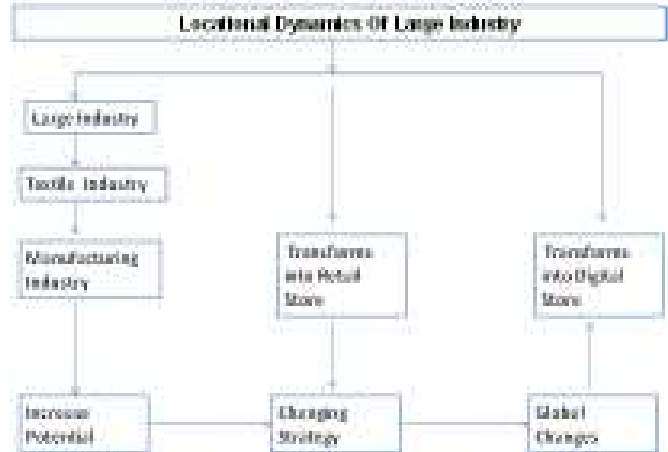 Locational Dynamics Of Large Industry
Large Industry
Textile Industry
Manufacturing
Industry
Transforms
into Retail
Store
Transforms
into Digital
Store
Increase
Potential
Changing
Strategy
Global
Changes